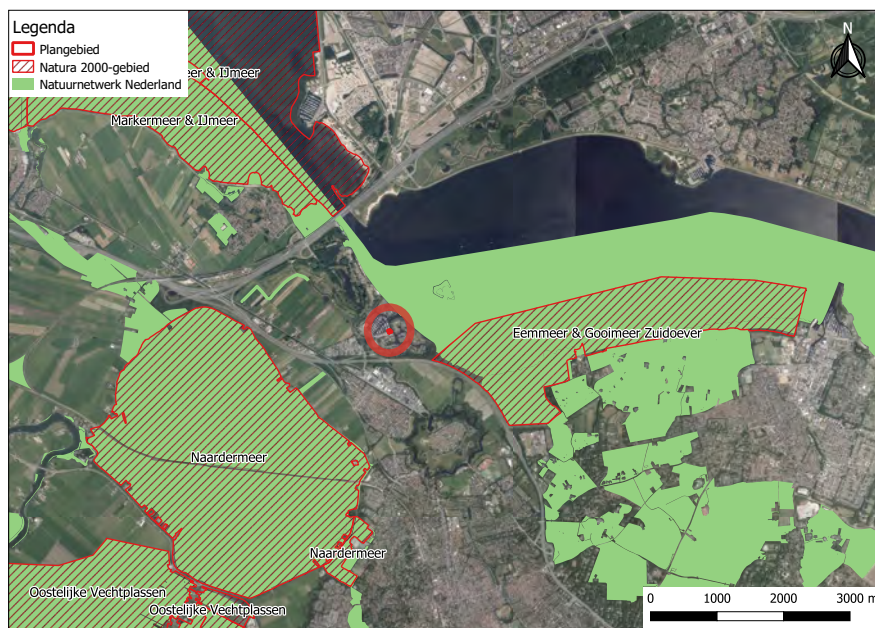 Legenda
Plangebied
Natura 2000-gebied
Natuurnetwerk Nederland
er & IJmeer
Markermeer & IJmeer
N
Eemmeer & Gooimeer Zuidoever
Naardermeer
Naardermeer
Oostelijke Vechtplassen
Oostelijke Vechtplassen
0 1000 2000 3000 m